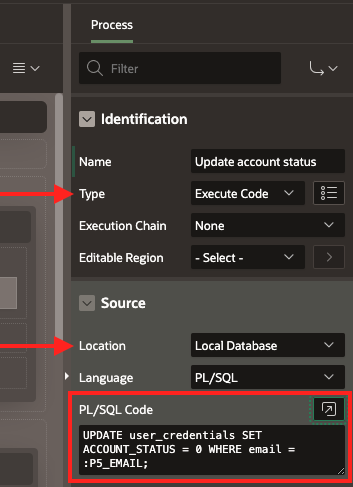 Process
Filter
Identification
Name Update account status
Type Execute Code
Execution Chain None
Editable Region - Select -
Source
Location Local Database
Language PL/SQL
PL/SQL Code
UPDATE user_credentials SET
ACCOUNT_STATUS = 0 WHERE email =
:P5_EMAIL;